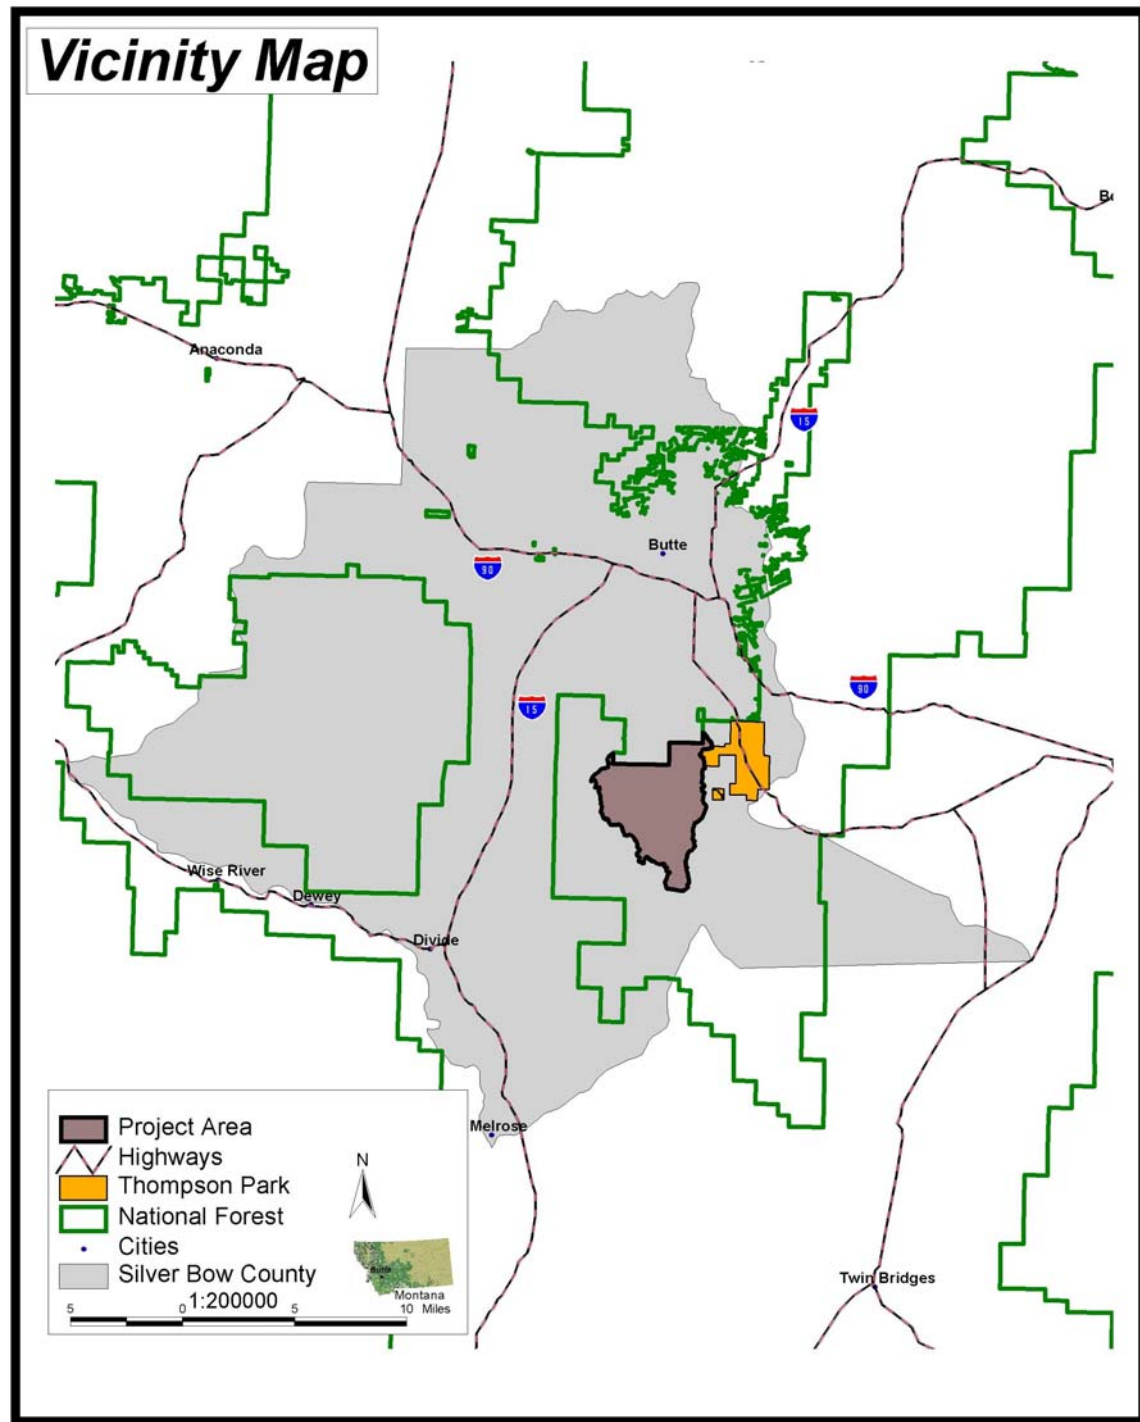 Vicinity Map
Anaconda
15
Butte
90
90
15
Wise River
Dewey
Divide
Melrose
Twin Bridges
Project Area
Highways
Thompson Park
National Forest
Cities
Silver Bow County
N
Butte
Montana
1:200000
5 0 5 10 Miles